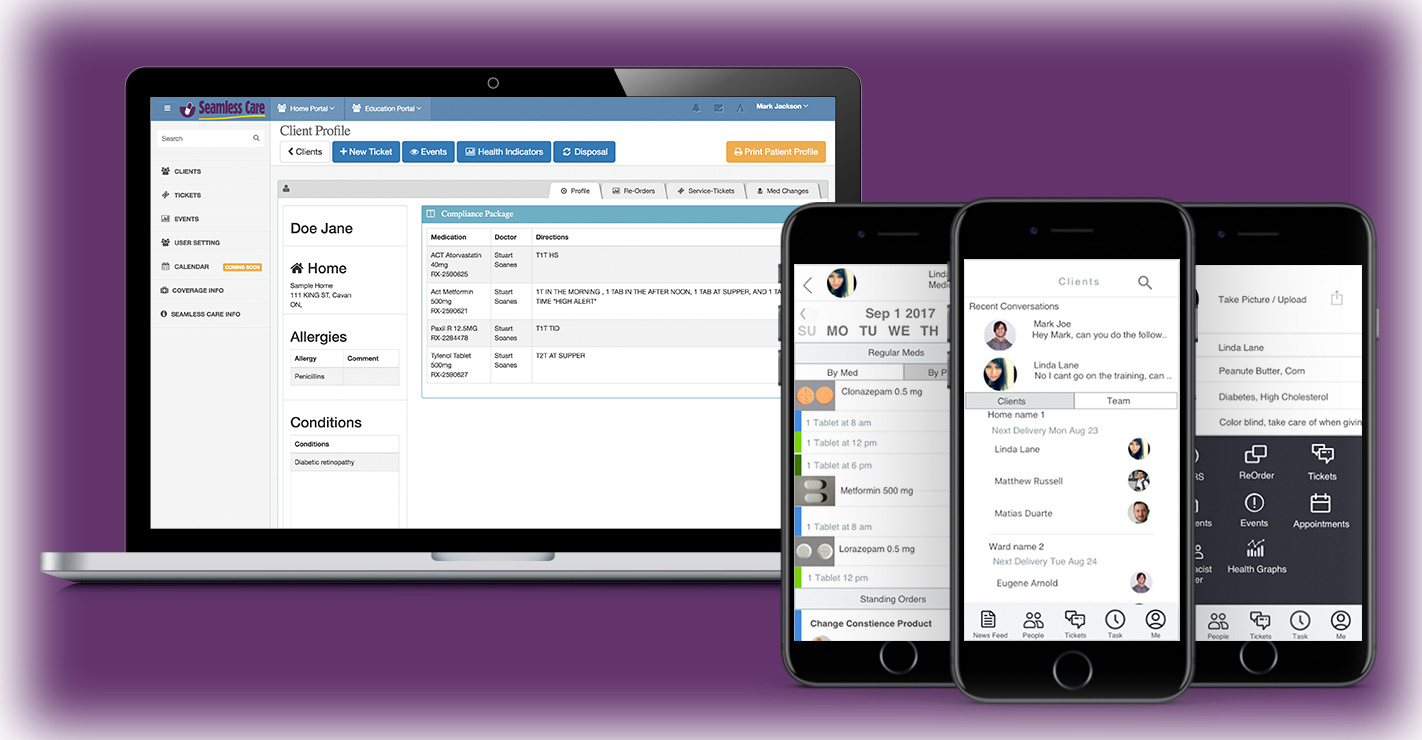 Seamless Care
Home Portal
Education Portal
Mark Jackson
Search
CLIENTS
TICKETS
EVENTS
USER SETTING
CALENDAR
COMING SOON
COVERAGE INFO
SEAMLESS CARE INFO
Client Profile
Clients
New Ticket
Events
Health Indicators
Disposal
Print Patient Profile
Profile
Re-Orders
Service-Tickets
Med Changes
Doe Jane
Home
Sample Home
111 KING ST, Cavan
ON,
Allergies
Allergy Comment
Penicillins
Conditions
Conditions
Diabetic retinopathy
Compliance Package
Medication Doctor Directions
ACT Atorvastatin Stuart T1T HS
40mg Soanes
RX-2590625
Act Metformin Stuart 1T IN THE MORNING , 1 TAB IN THE AFTER NOON, 1 TAB AT SUPPER, AND 1 TA
500mg Soanes TIME *HIGH ALERT*
RX-2590621
Paxil R 12.5MG Stuart T1T TID
RX-2284478 Soanes
Tylenol Tablet Stuart T2T AT SUPPER
500mg Soanes
RX-2590627
Linda
Medic
Sep 1 2017
SU MO TU WE TH
Regular Meds
By Med By P
Clonazepam 0.5 mg
1 Tablet at 8 am
1 Tablet at 12 pm
1 Tablet at 6 pm
Metformin 500 mg
1 Tablet at 8 am
Lorazepam 0.5 mg
1 Tablet 12 pm
Standing Orders
Change Constience Product
Clients
Recent Conversations
Mark Joe
Hey Mark, can you do the follow..
Linda Lane
No I cant go on the training, can ..
Clients Team
Home name 1
Next Delivery Mon Aug 23
Linda Lane
Matthew Russell
Matias Duarte
Ward name 2
Next Delivery Tue Aug 24
Eugene Arnold
News Feed People Tickets Task Me
Take Picture / Upload
Linda Lane
Peanute Butter, Corn
Diabetes, High Cholesterol
Color blind, take care of when givin
RS ReOrder Tickets
ents Events Appointments
acist Health Graphs
er
People Tickets Task Me